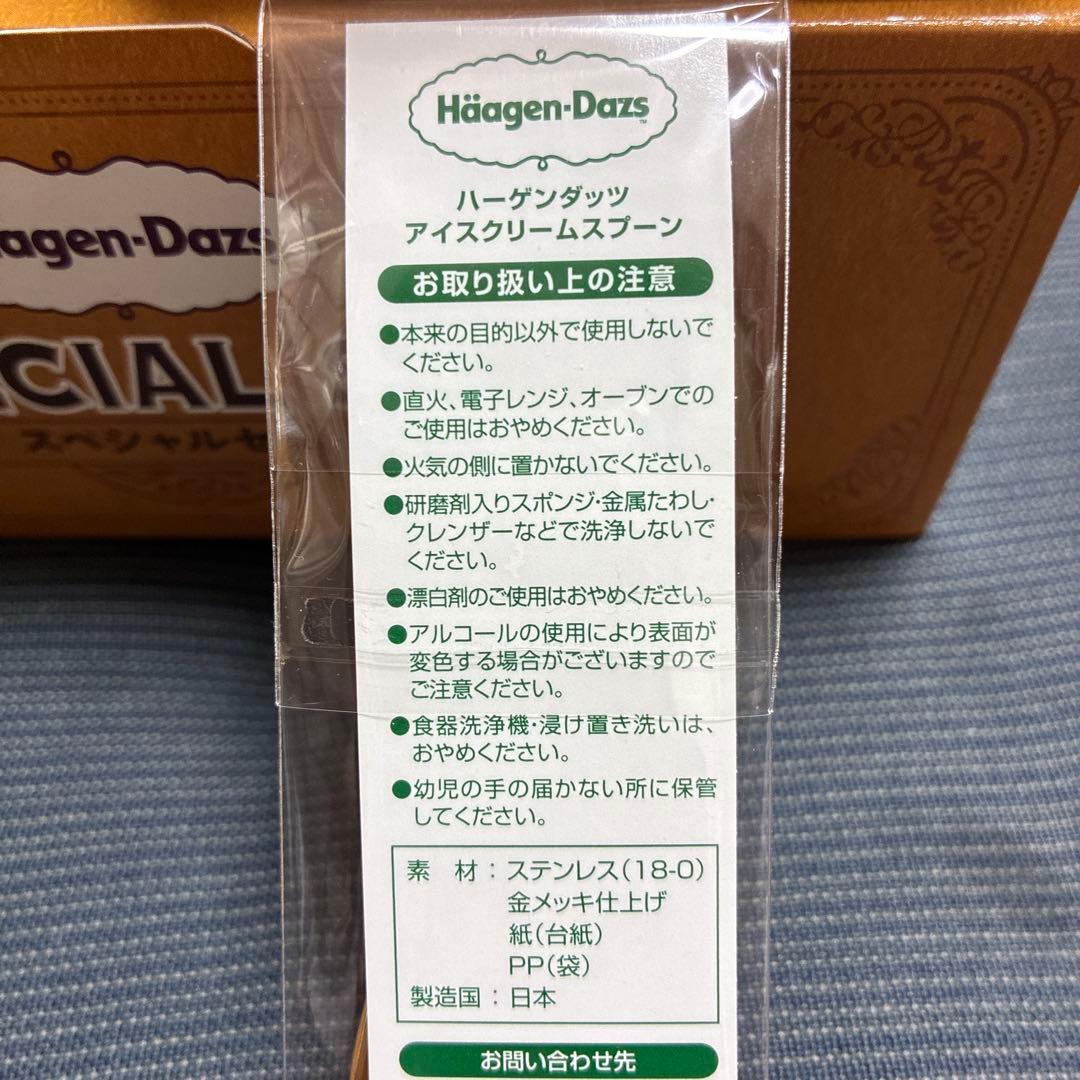 Häagen-Dazs™
ハーゲンダッツ
アイスクリームスプーン
お取り扱い上の注意
●本来の目的以外で使用しないで
ください。
●直火、電子レンジ、オーブンでの
ご使用はおやめください。
●火気の側に置かないでください。
●研磨剤入りスポンジ・金属たわし・
クレンザーなどで洗浄しないで
ください。
●漂白剤のご使用はおやめください。
●アルコールの使用により表面が
変色する場合がございますので
ご注意ください。
●食器洗浄機・浸け置き洗いは、
おやめください。
●幼児の手の届かない所に保管
してください。
素 材：ステンレス(18-0)
金メッキ仕上げ
紙(台紙)
PP(袋)
製造国：日本
お問い合わせ先
agen-Dazs
CIAL
スペシャルセ